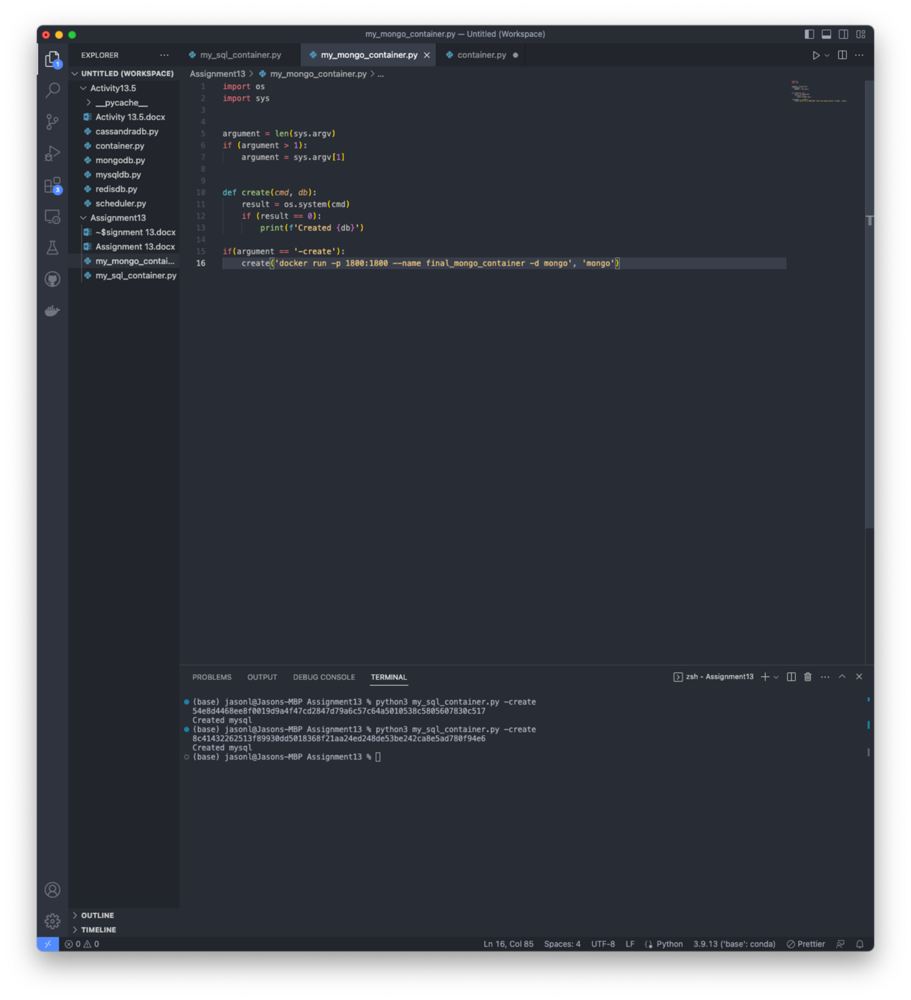 my_mongo_container.py — Untitled (Workspace)
EXPLORER
my_sql_container.py
my_mongo_container.py
container.py
UNTITLED (WORKSPACE)
Activity13.5
__pycache__
Activity 13.5.docx
cassandradb.py
container.py
mongodb.py
mysqldb.py
redisdb.py
scheduler.py
Assignment13
~$signment 13.docx
Assignment 13.docx
my_mongo_contai...
my_sql_container.py
1
3
Assignment13 > my_mongo_container.py > ...
1 import os
2 import sys
3
4
5 argument = len(sys.argv)
6 if (argument > 1):
7 argument = sys.argv[1]
8
9
10 def create(cmd, db):
11 result = os.system(cmd)
12 if (result == 0):
13 print(f'Created {db}')
14
15 if(argument == '-create'):
16 create('docker run -p 1800:1800 --name final_mongo_container -d mongo', 'mongo')
PROBLEMS OUTPUT DEBUG CONSOLE TERMINAL
zsh - Assignment13
(base) jasonl@Jasons-MBP Assignment13 % python3 my_sql_container.py -create
54e8d4468ee8f0019d9a4f47cd2847d79a6c57c64a5010538c5805607830c517
Created mysql
(base) jasonl@Jasons-MBP Assignment13 % python3 my_sql_container.py -create
8c41432262513f89930dd5018368f21aa24ed248de53be242ca8e5ad780f94e6
Created mysql
(base) jasonl@Jasons-MBP Assignment13 %
OUTLINE
TIMELINE
0 0
Ln 16, Col 85 Spaces: 4 UTF-8 LF Python 3.9.13 ('base': conda) Prettier